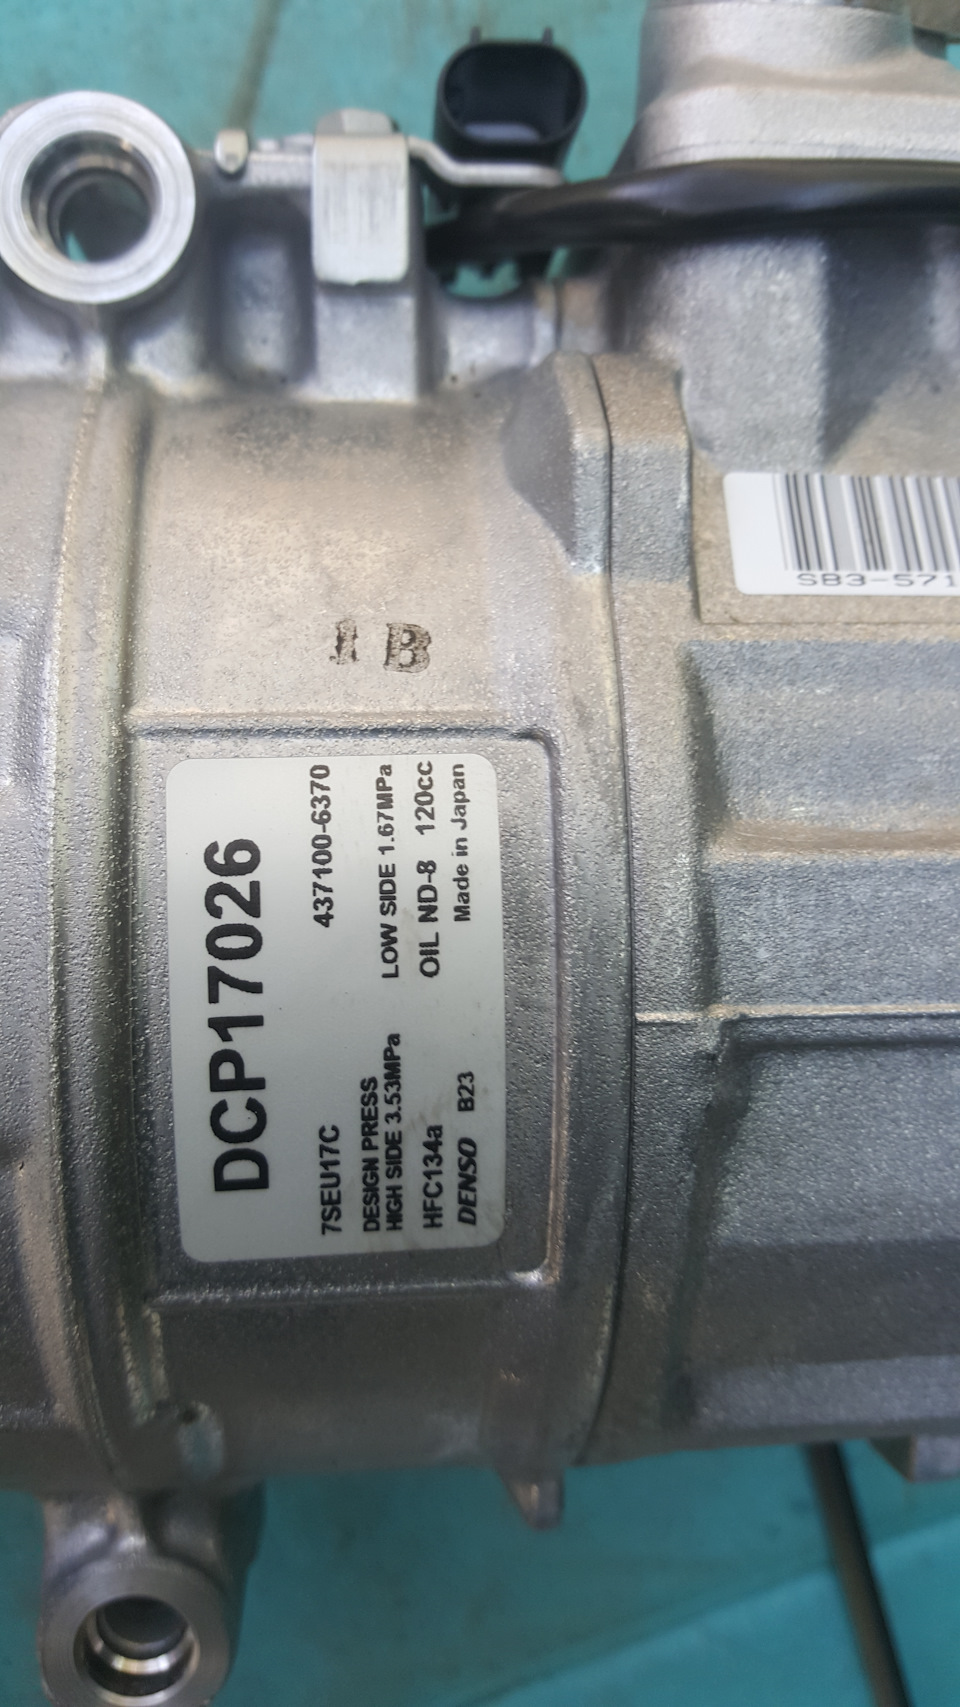 SB3-571
B
DCP17026
7SEU17C 437100-6370
DESIGN PRESS
HIGH SIDE 3.53MPa LOW SIDE 1.67MPa
HFC134a OIL ND-8 120cc
DENSO B23 Made in Japan